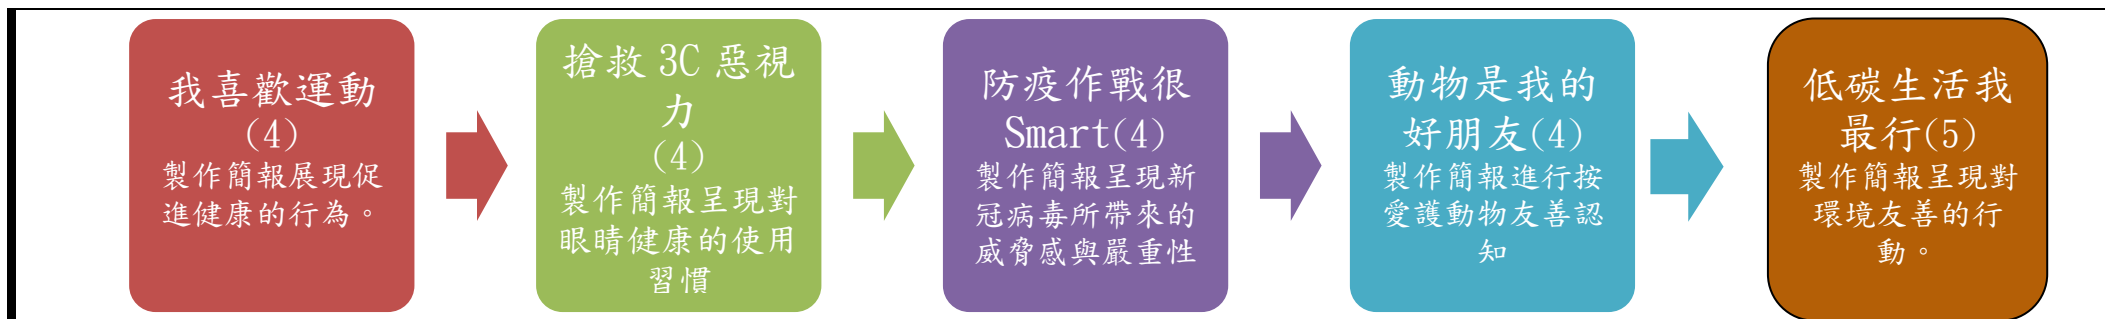 我喜歡運動
(4)
製作簡報展現促
進健康的行為。
搶救 3C 惡視
力
(4)
製作簡報呈現對
眼睛健康的使用
習慣
防疫作戰很
Smart(4)
製作簡報呈現新
冠病毒所帶來的
威脅感與嚴重性
動物是我的
好朋友(4)
製作簡報進行按
愛護動物友善認
知
低碳生活我
最行(5)
製作簡報呈現對
環境友善的行
動。